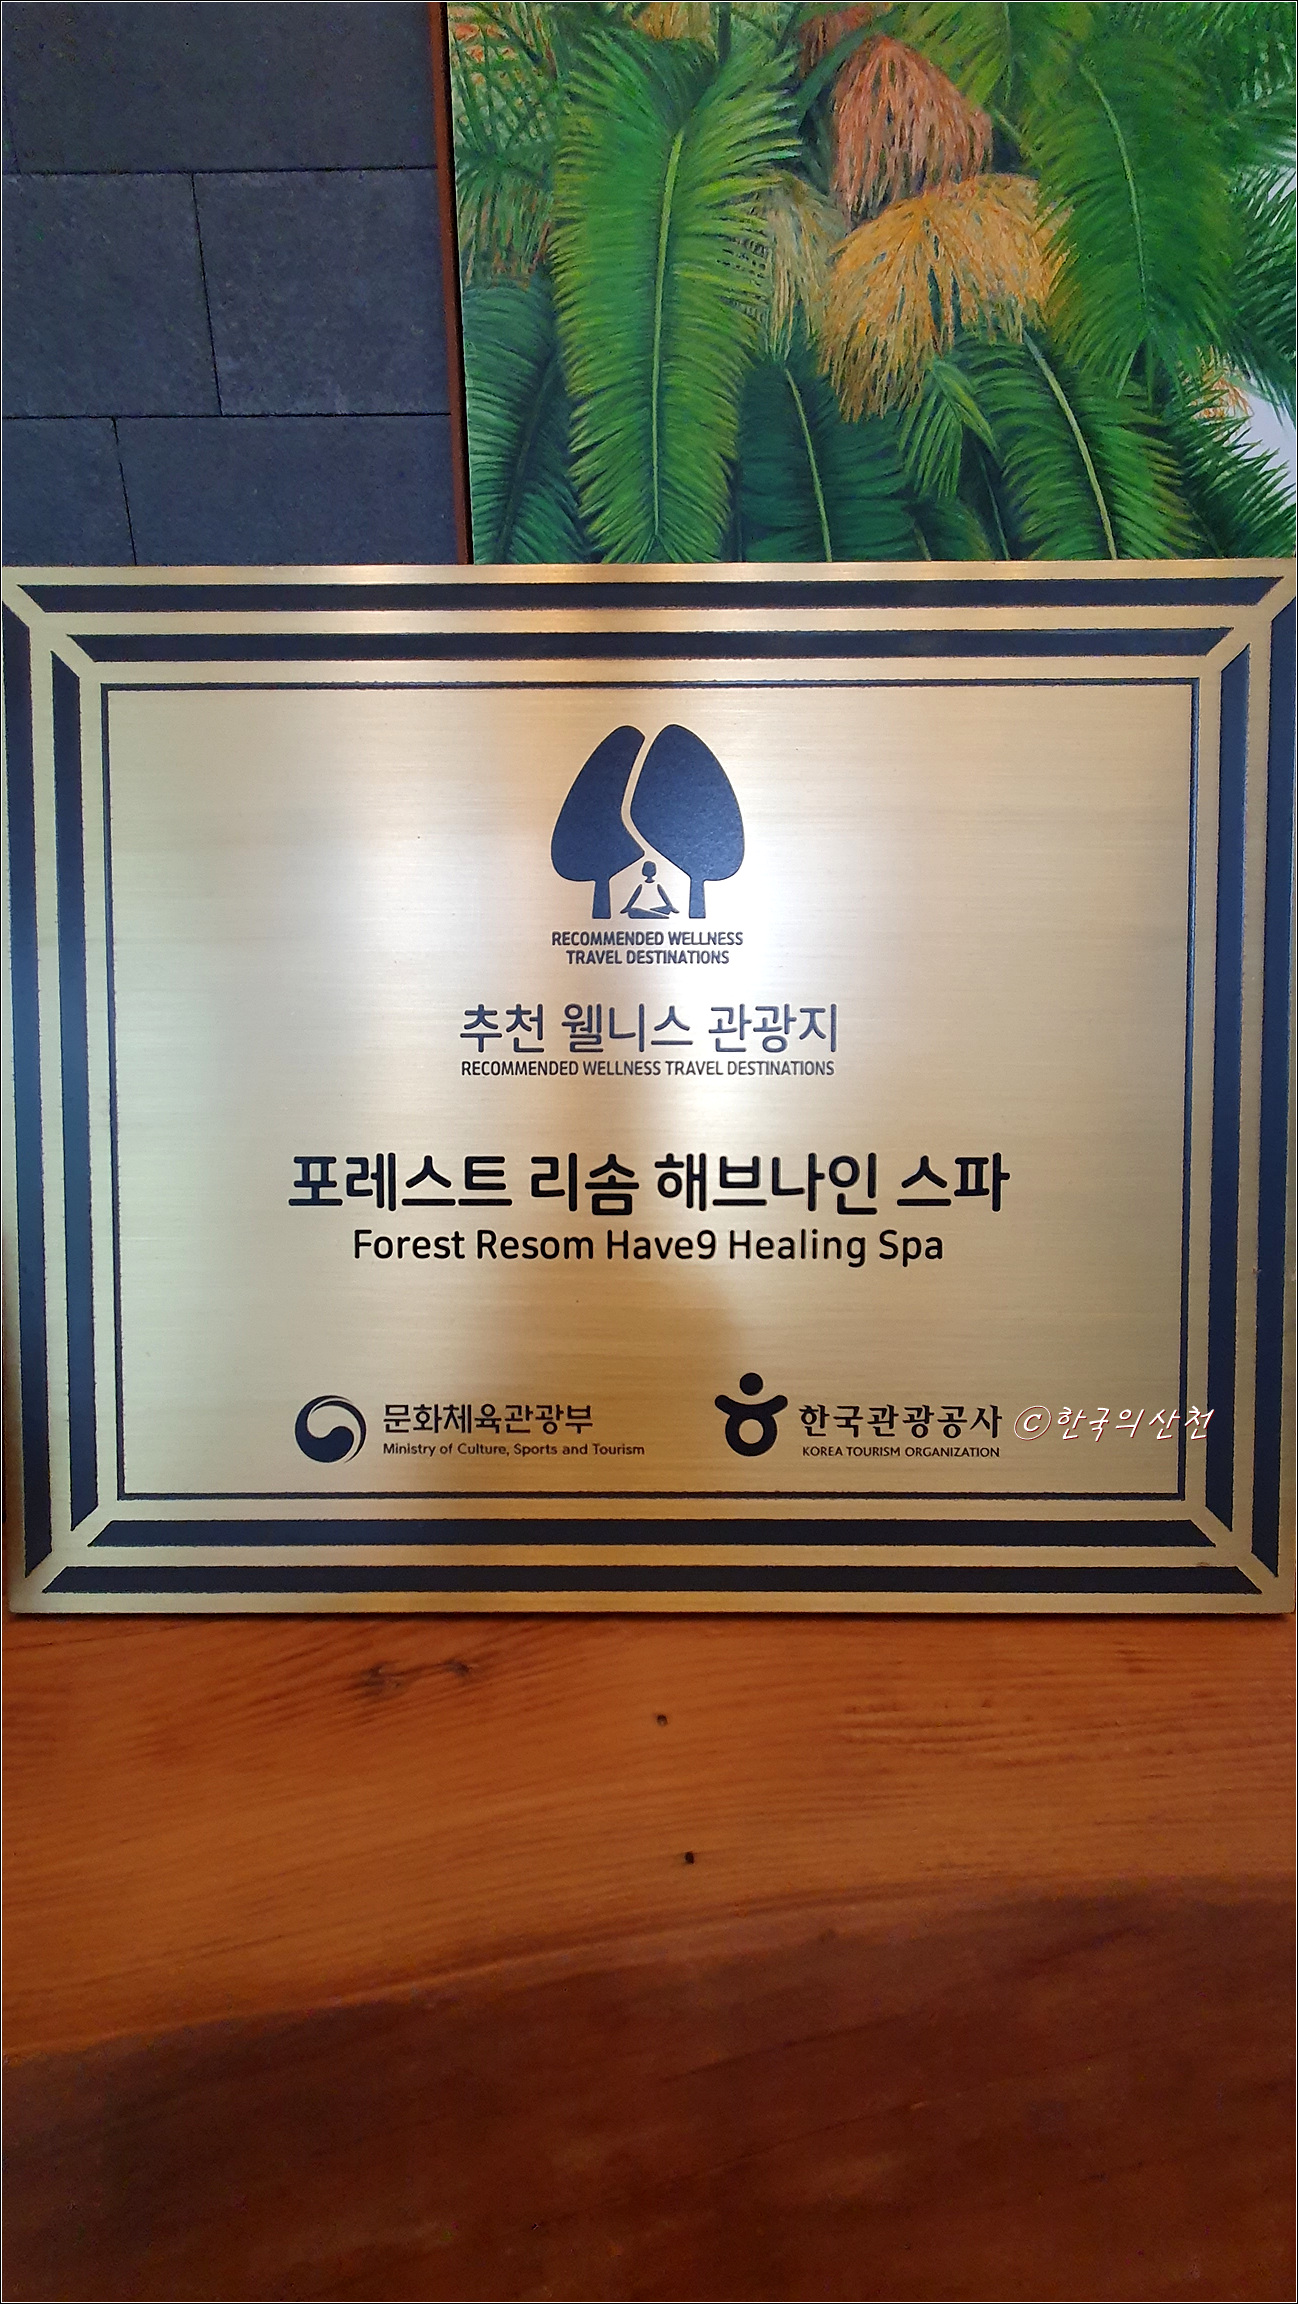 RECOMMENDED WELLNESS
TRAVEL DESTINATIONS
추천 웰니스 관광지
RECOMMENDED WELLNESS TRAVEL DESTINATIONS
포레스트 리솜 해브나인 스파
Forest Resom Have9 Healing Spa
문화체육관광부
Ministry of Culture, Sports and Tourism
한국관광공사
KOREA TOURISM ORGANIZATION
ⓒ한국의산천